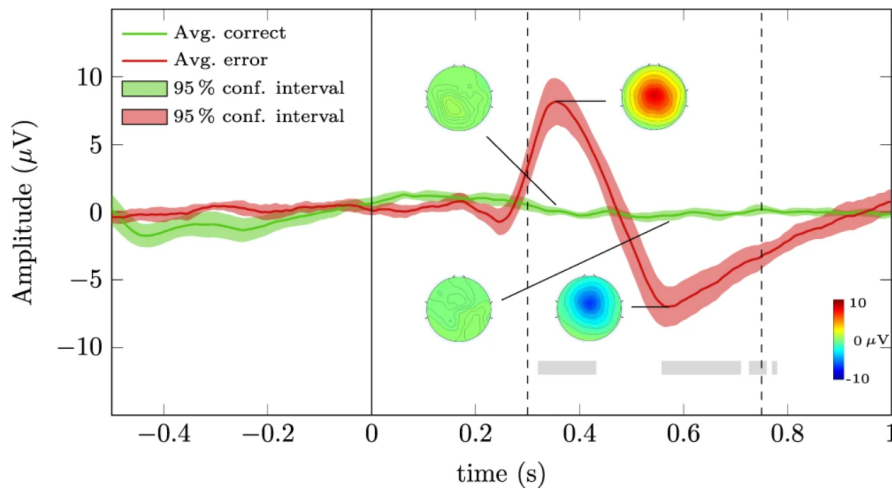 Avg. correct
Avg. error
95 % conf. interval
95 % conf. interval
Amplitude (μV)
10
5
0
−5
−10
10
0 μV
-10
−0.4
−0.2
0
0.2
0.4
0.6
0.8
1
time (s)